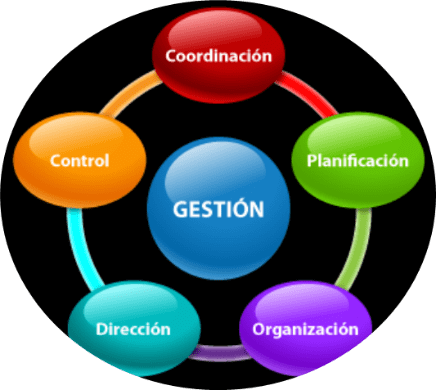 Coordinación
Control
Planificación
GESTIÓN
Dirección
Organización